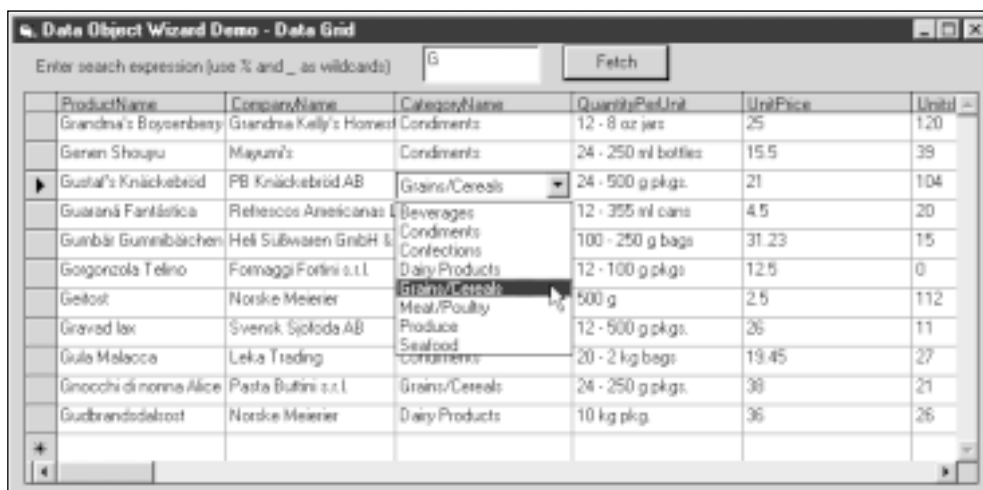 Data Object Wizard Demo - Data Grid
Enter search expression (use % and _ as wildcards) G Fetch
ProductName CompanyName CategoryName QuantityPerUnit UnitPrice UnitsI
Grandma's Boysenberry Grandma Kelly's Homest Condiments 12 - 8 oz jars 25 120
Genen Shouyu Mayumi's Condiments 24 - 250 ml bottles 15.5 39
Gustaf's Knäckebröd PB Knäckebröd AB Grains/Cereals 24 - 500 g pkgs. 21 104
Guaraná Fantástica Refrescos Americanas L Beverages 12 - 355 ml cans 4.5 20
Condiments
Gumbär Gummibärchen Heli Süßwaren GmbH & Confections 100 - 250 g bags 31.23 15
Gorgonzola Telino Formaggi Fortini s.r.l. Dairy Products 12 - 100 g pkgs 12.5 0
Grains/Cereals
Geitost Norske Meierier Meat/Poultry 500 g 2.5 112
Gravad lax Svensk Sjöföda AB Produce 12 - 500 g pkgs. 26 11
Seafood
Gula Malacca Leka Trading Condiments 20 - 2 kg bags 19.45 27
Gnocchi di nonna Alice Pasta Buttini s.r.l. Grains/Cereals 24 - 250 g pkgs. 38 21
Gudbrandsdalsost Norske Meierier Dairy Products 10 kg pkg. 36 26